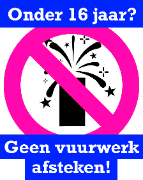 Onder 16 jaar?
Geen vuurwerk
afsteken!